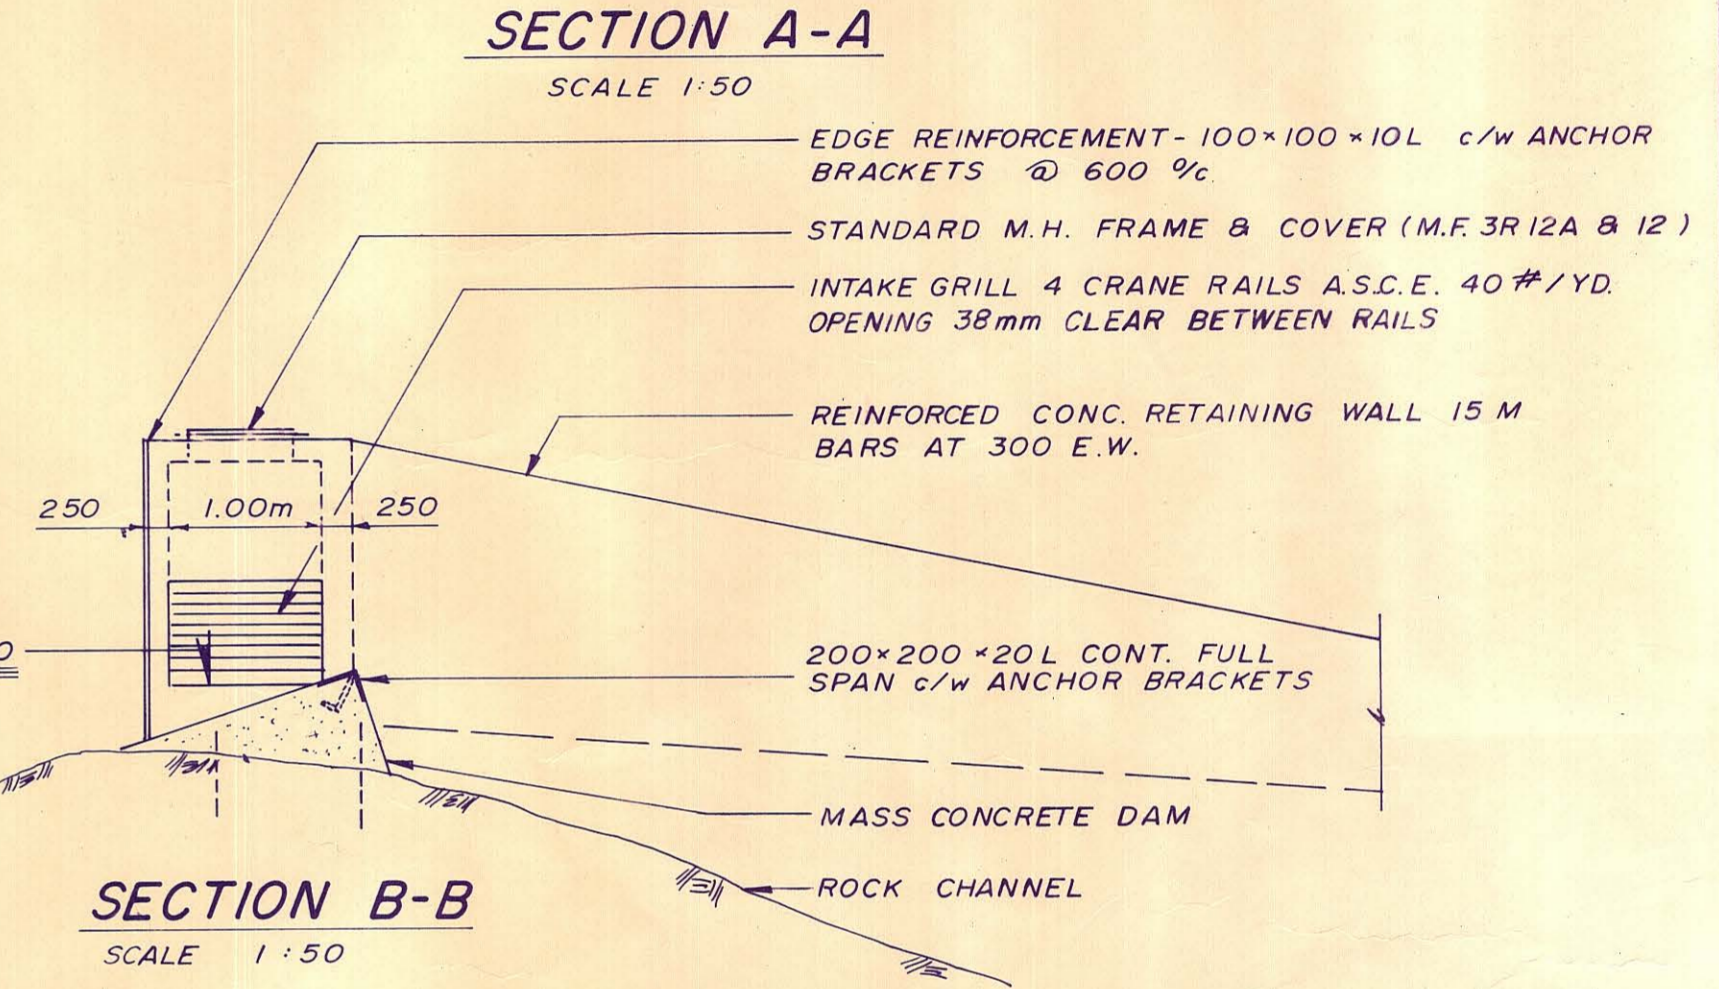 SECTION A-A
SCALE 1:50
EDGE REINFORCEMENT - 100×100×10L c/w ANCHOR
BRACKETS @ 600 o/c.
STANDARD M.H. FRAME & COVER (M.F. 3R12A & 12)
INTAKE GRILL 4 CRANE RAILS A.S.C.E. 40#/YD.
OPENING 38mm CLEAR BETWEEN RAILS
REINFORCED CONC. RETAINING WALL 15 M
BARS AT 300 E.W.
250 1.00m 250
200×200×20L CONT. FULL
SPAN c/w ANCHOR BRACKETS
MASS CONCRETE DAM
ROCK CHANNEL
SECTION B-B
SCALE 1:50